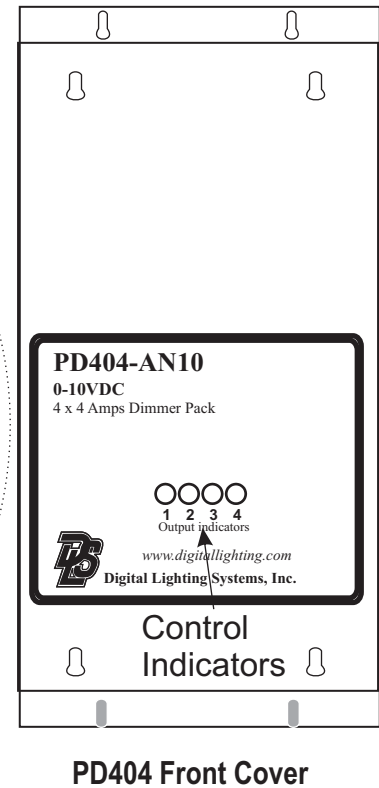 PD404-AN10
0-10VDC
4 x 4 Amps Dimmer Pack
1 2 3 4
Output indicators
www.digitallighting.com
DLS
Digital Lighting Systems, Inc.
Control
Indicators
PD404 Front Cover